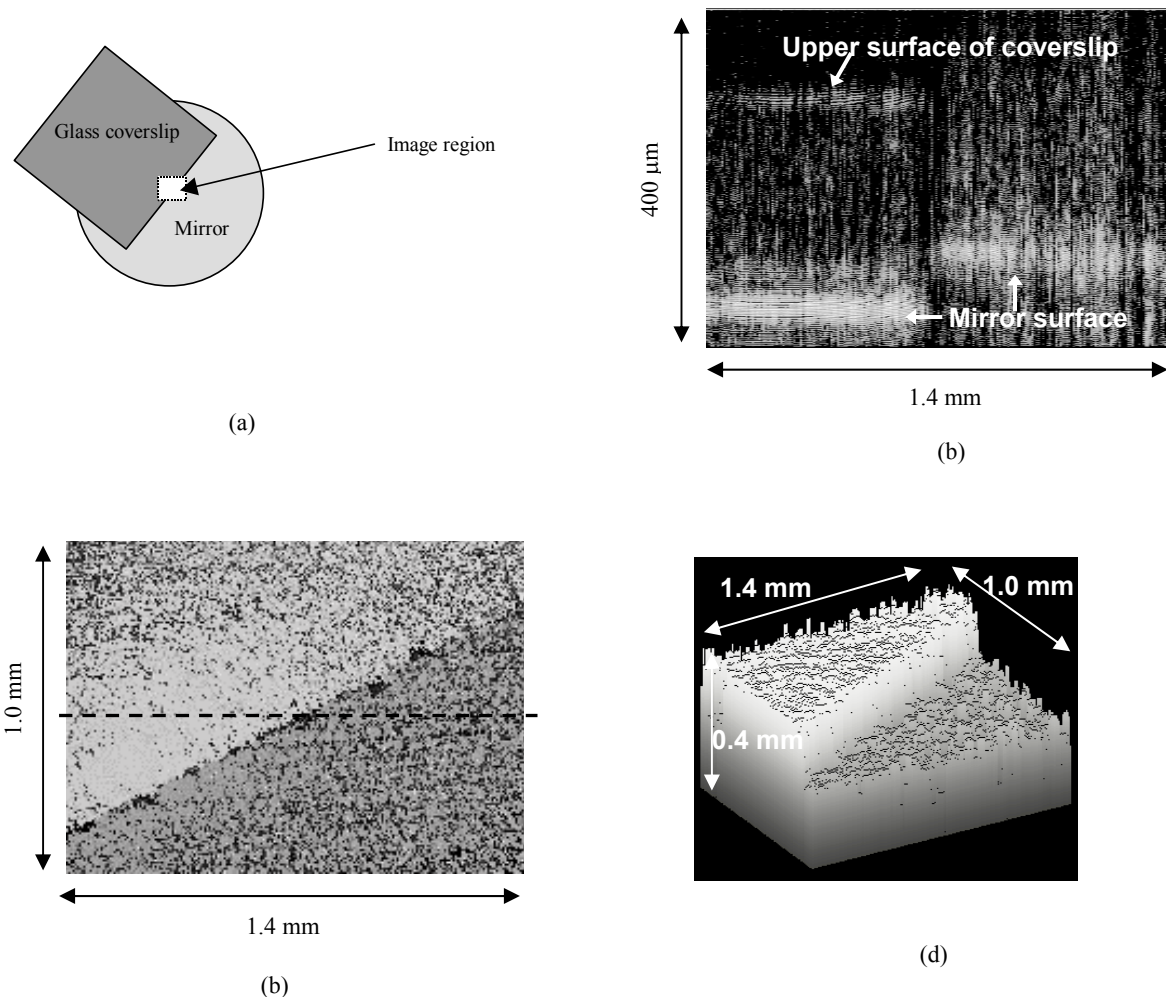 Glass coverslip
Image region
Mirror
(a)
Upper surface of coverslip
400 µm
Mirror surface
1.4 mm
(b)
1.0 mm
1.4 mm
(b)
1.4 mm
1.0 mm
0.4 mm
(d)